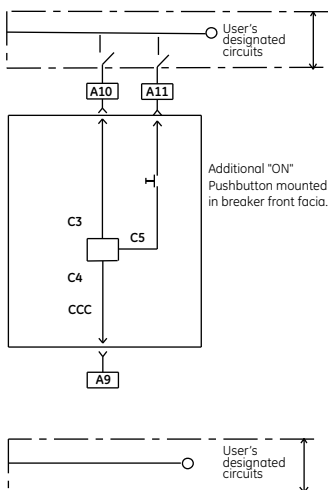 User's
designated
circuits
A10
A11
Additional "ON"
Pushbutton mounted
in breaker front facia.
C3
C5
C4
CCC
A9
User's
designated
circuits